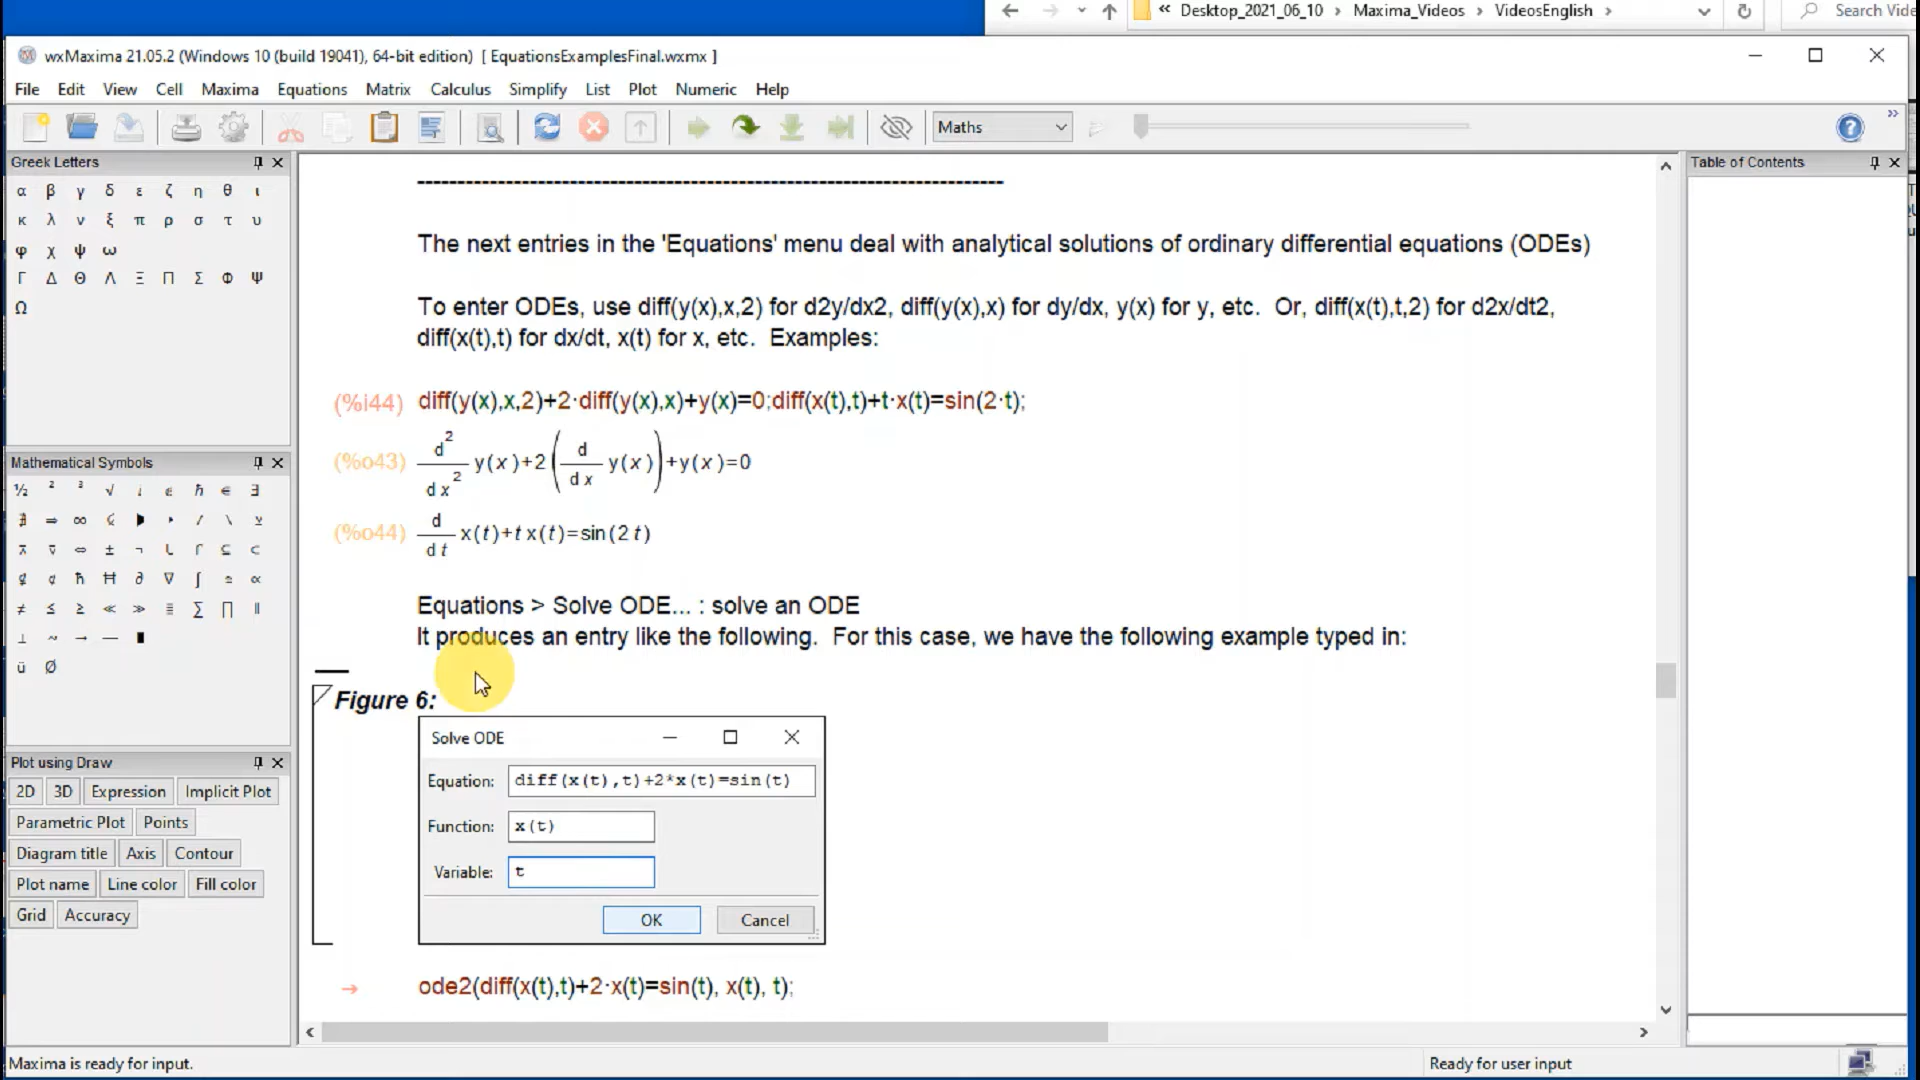 « Desktop_2021_06_10 › Maxima_Videos › VideosEnglish ›
wxMaxima 21.05.2 (Windows 10 (build 19041), 64-bit edition) [ EquationsExamplesFinal.wxmx ]
File Edit View Cell Maxima Equations Matrix Calculus Simplify List Plot Numeric Help
Maths
Greek Letters
α β γ δ ε ζ η θ ι
κ λ ν ξ π ρ σ τ υ
φ χ ψ ω
Γ Δ Θ Λ Ξ Π Σ Φ Ψ
Ω
Mathematical Symbols
Plot using Draw
2D 3D Expression Implicit Plot
Parametric Plot Points
Diagram title Axis Contour
Plot name Line color Fill color
Grid Accuracy
Table of Contents
The next entries in the 'Equations' menu deal with analytical solutions of ordinary differential equations (ODEs)
To enter ODEs, use diff(y(x),x,2) for d2y/dx2, diff(y(x),x) for dy/dx, y(x) for y, etc. Or, diff(x(t),t,2) for d2x/dt2,
diff(x(t),t) for dx/dt, x(t) for x, etc. Examples:
(%i44) diff(y(x),x,2)+2·diff(y(x),x)+y(x)=0;diff(x(t),t)+t·x(t)=sin(2·t);
(%o43) d²/dx² y(x)+2(d/dx y(x))+y(x)=0
(%o44) d/dt x(t)+t x(t)=sin(2 t)
Equations > Solve ODE... : solve an ODE
It produces an entry like the following. For this case, we have the following example typed in:
Figure 6:
Solve ODE
Equation: diff(x(t),t)+2*x(t)=sin(t)
Function: x(t)
Variable: t
OK Cancel
ode2(diff(x(t),t)+2·x(t)=sin(t), x(t), t);
Maxima is ready for input.
Ready for user input